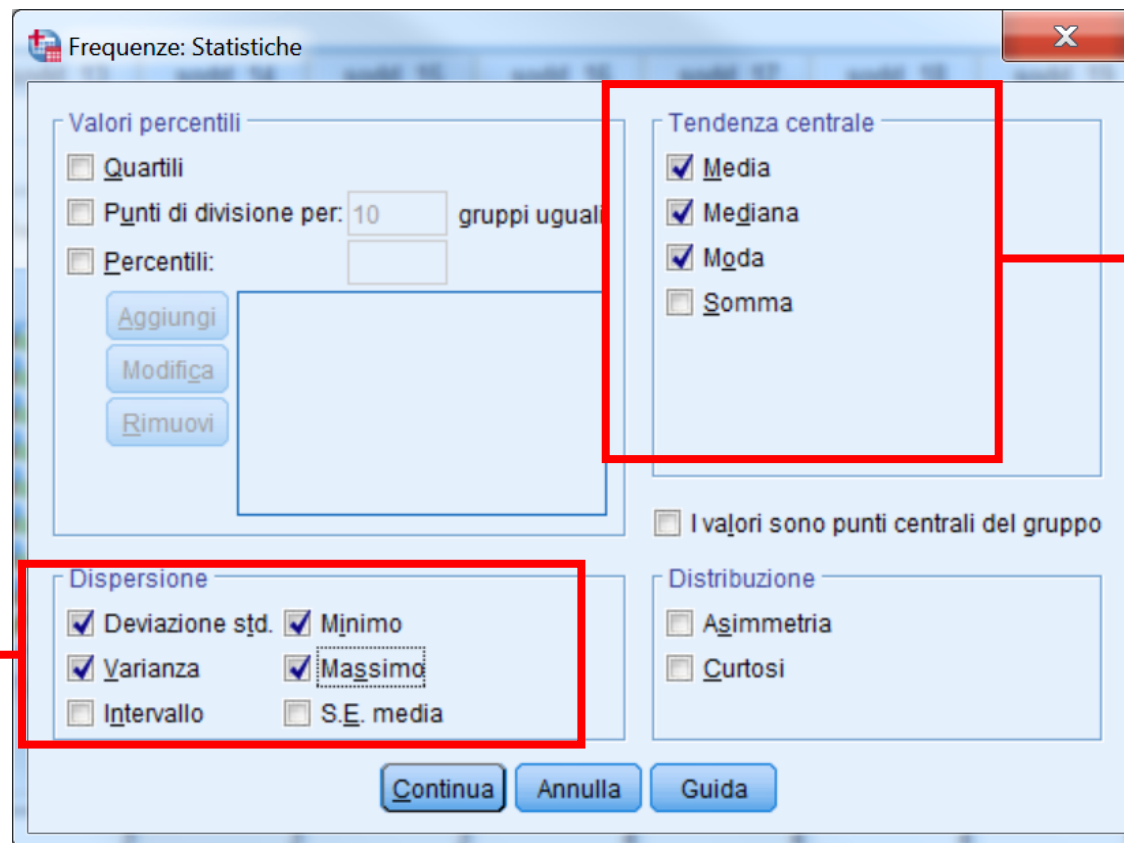 Frequenze: Statistiche
Valori percentili
Quartili
Punti di divisione per: 10 gruppi uguali
Percentili:
Aggiungi
Modifica
Rimuovi
Tendenza centrale
Media
Mediana
Moda
Somma
I valori sono punti centrali del gruppo
Dispersione
Deviazione std. Minimo
Varianza Massimo
Intervallo S.E. media
Distribuzione
Asimmetria
Curtosi
Continua Annulla Guida